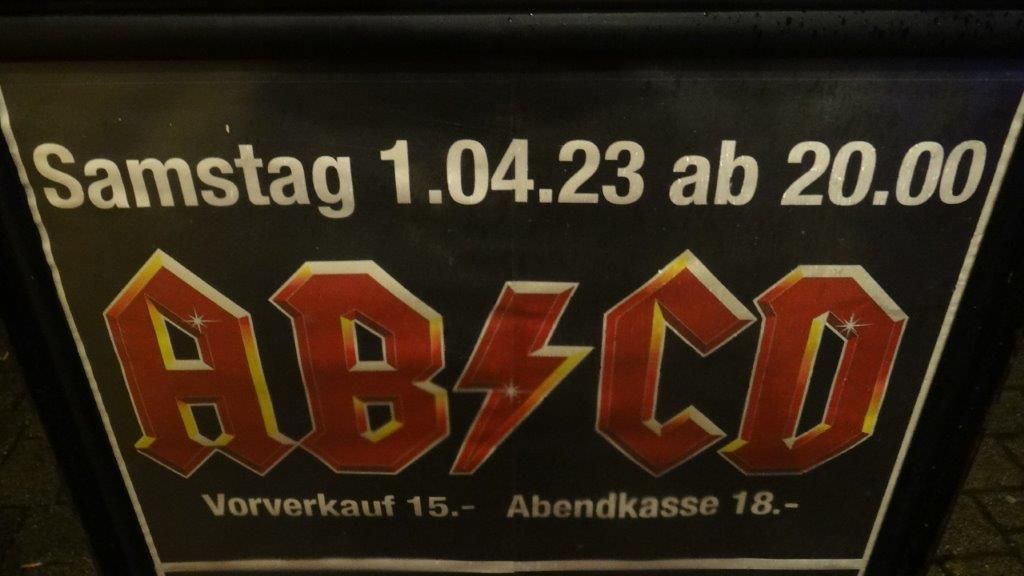 Samstag 1.04.23 ab 20.00
AB⚡CD
Vorverkauf 15.- Abendkasse 18.-